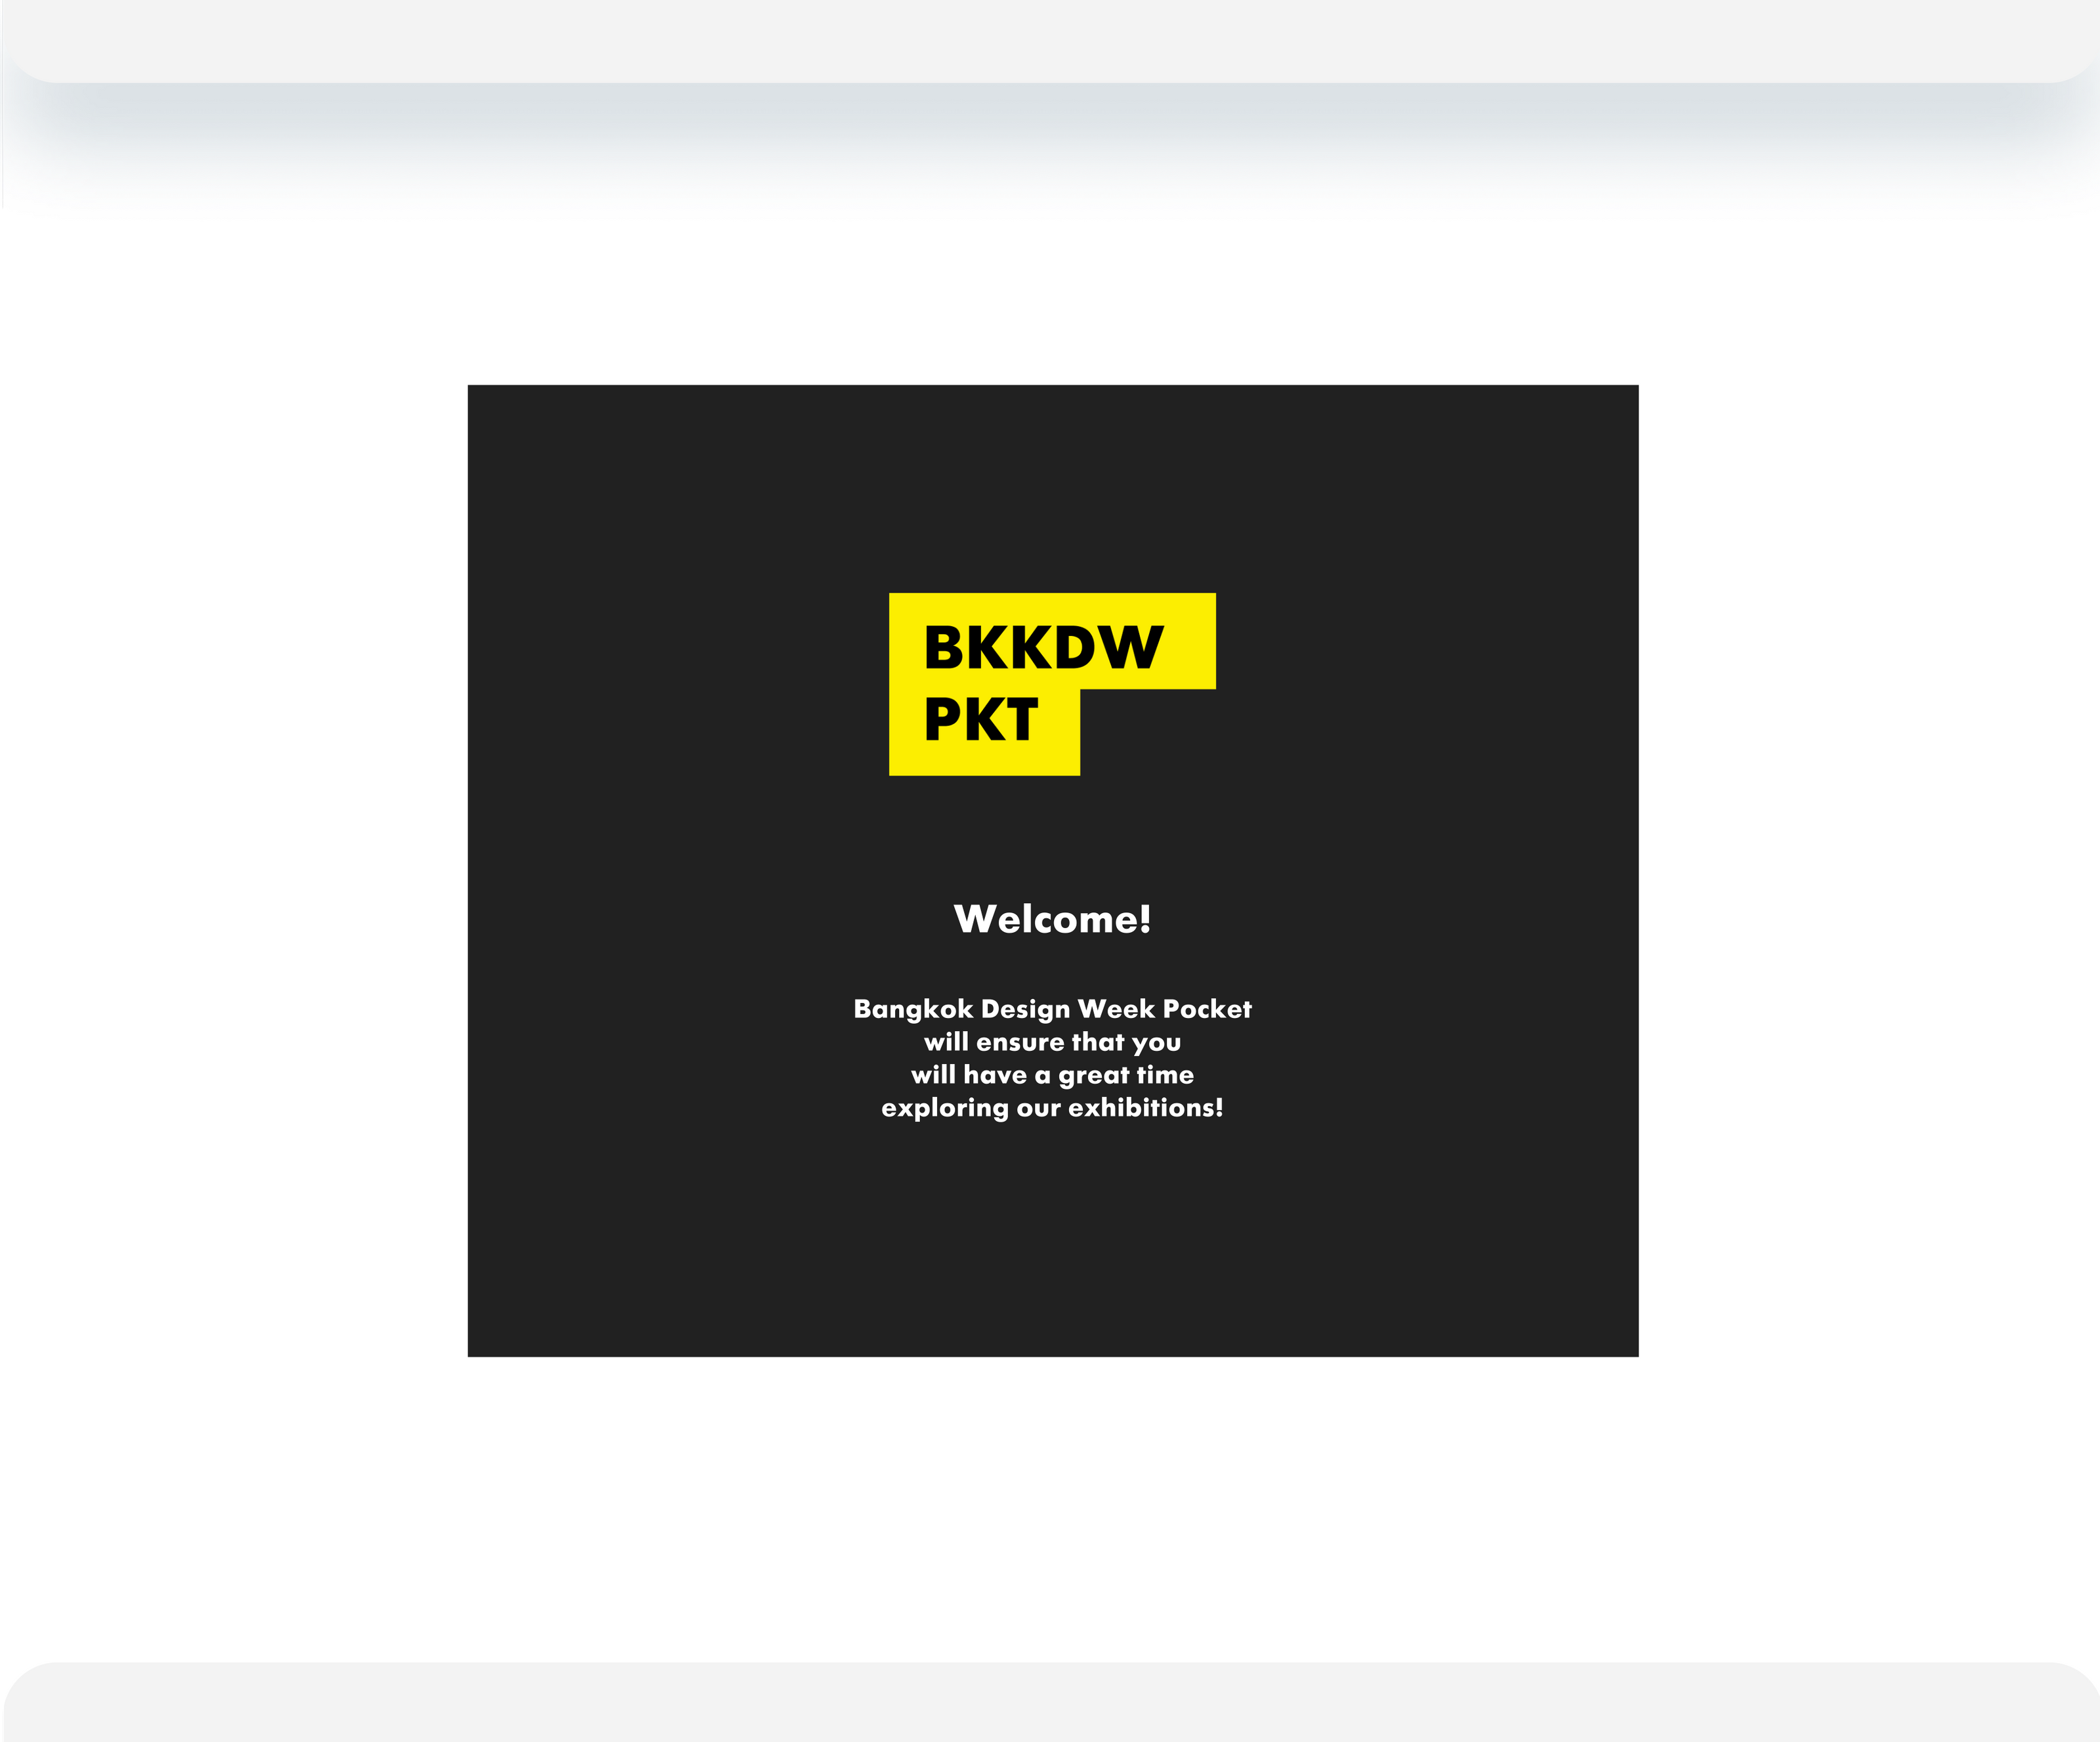 BKKDW
PKT
Welcome!
Bangkok Design Week Pocket
will ensure that you
will have a great time
exploring our exhibitions!